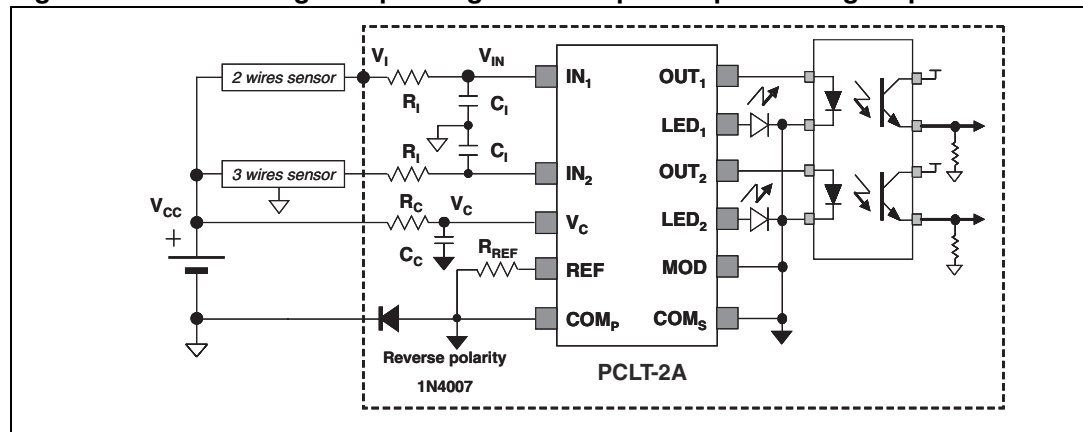 V_I
V_IN
2 wires sensor
R_I
C_I
IN_1
OUT_1
LED_1
R_I
C_I
3 wires sensor
IN_2
OUT_2
V_CC
+
R_C
V_C
C_C
V_C
LED_2
R_REF
REF
MOD
COM_P
COM_S
Reverse polarity
1N4007
PCLT-2A